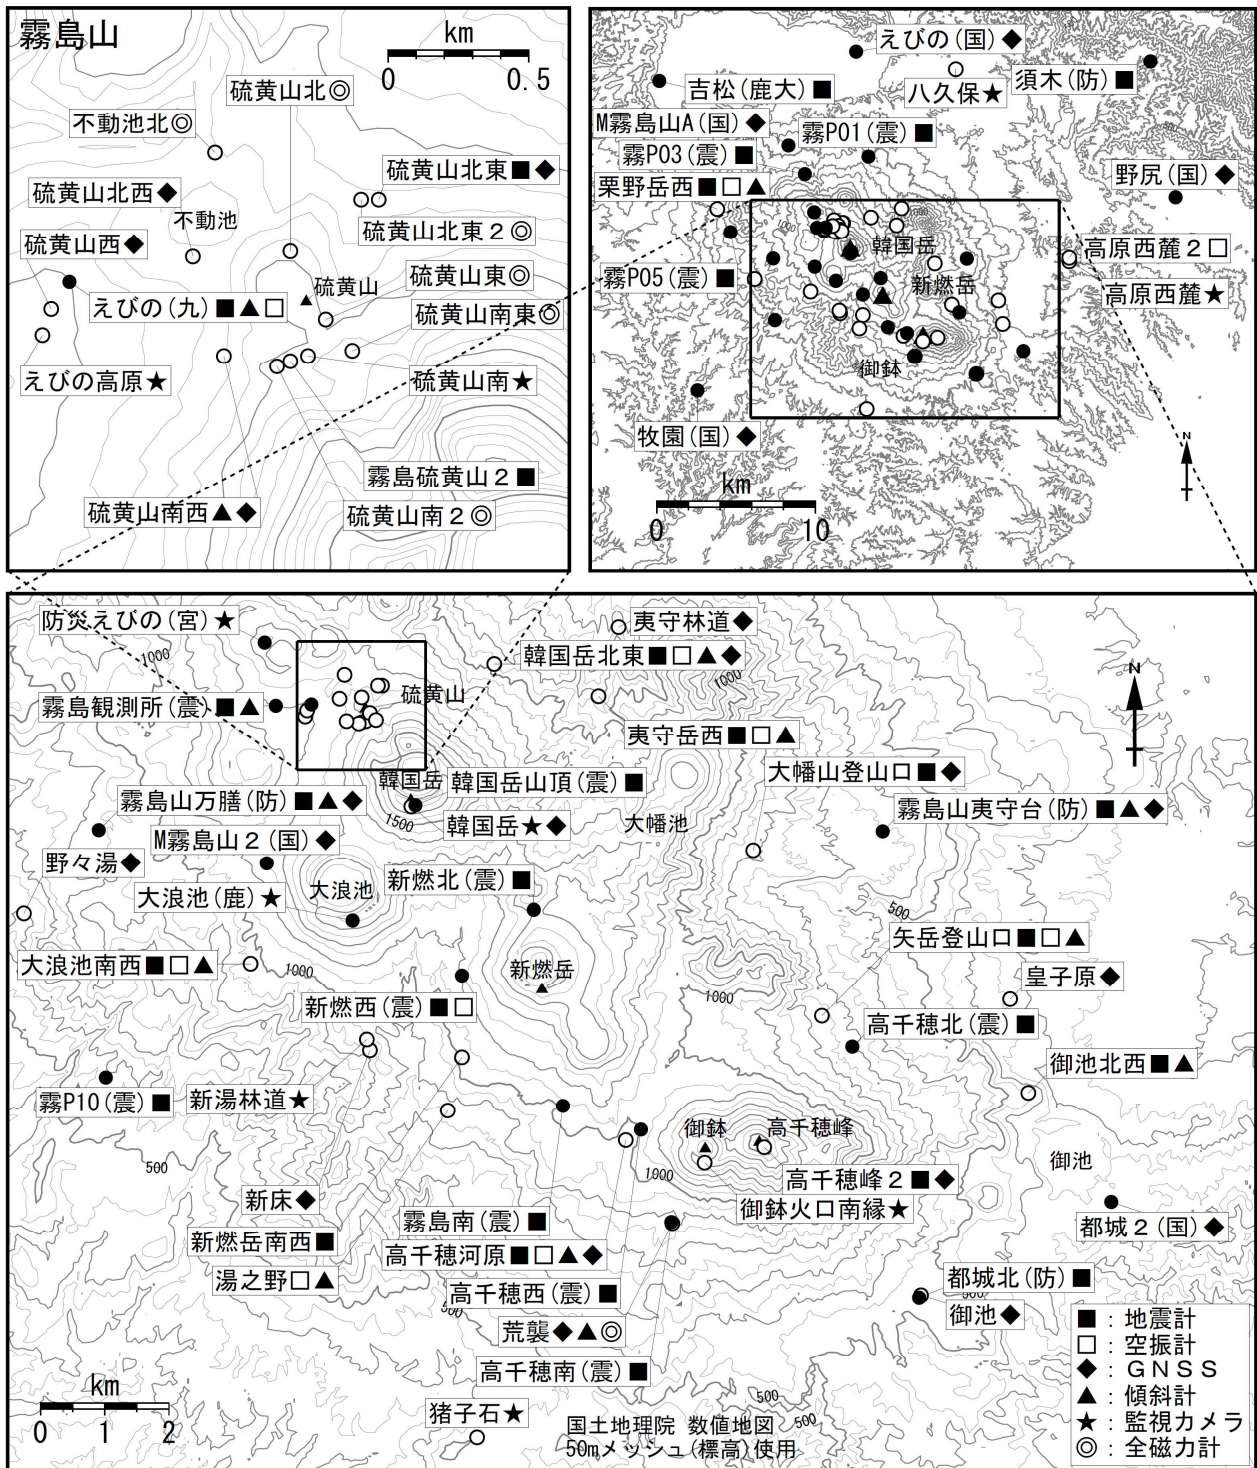 霧島山
km
0 0.5
硫黄山北◎
不動池北◎
硫黄山北東■◆
硫黄山北西◆
不動池
硫黄山北東２◎
硫黄山西◆
硫黄山東◎
硫黄山
えびの(九)■▲□
硫黄山南東◎
えびの高原★
硫黄山南★
霧島硫黄山２■
硫黄山南西▲◆
硫黄山南２◎
えびの(国)◆
吉松(鹿大)■
八久保★
須木(防)■
M霧島山A(国)◆
霧P01(震)■
霧P03(震)■
栗野岳西■□▲
野尻(国)◆
1000
韓国岳
高原西麓２□
霧P05(震)■
新燃岳
高原西麓★
御鉢
牧園(国)◆
N
km
0 10
防災えびの(宮)★
夷守林道◆
1000
韓国岳北東■□▲◆
1000
硫黄山
霧島観測所(震)■▲
夷守岳西■□▲
N
大幡山登山口■◆
韓国岳
韓国岳山頂(震)■
霧島山万膳(防)■▲◆
霧島山夷守台(防)■▲◆
1500
韓国岳★◆
大幡池
M霧島山２(国)◆
野々湯◆
新燃北(震)■
大浪池
大浪池(鹿)★
500
矢岳登山口■□▲
大浪池南西■□▲
1000
新燃岳
皇子原◆
1000
新燃西(震)■□
高千穂北(震)■
御池北西■▲
霧P10(震)■
新湯林道★
御鉢
高千穂峰
500
1000
御池
高千穂峰２■◆
新床◆
御鉢火口南縁★
霧島南(震)■
都城２(国)◆
新燃岳南西■
高千穂河原■□▲◆
湯之野□▲
高千穂西(震)■
都城北(防)■
500
500
御池◆
荒襲◆▲◎
高千穂南(震)■
km
0 1 2
500
猪子石★
国土地理院 数値地図
500
50mメッシュ(標高)使用
■：地震計
□：空振計
◆：ＧＮＳＳ
▲：傾斜計
★：監視カメラ
◎：全磁力計